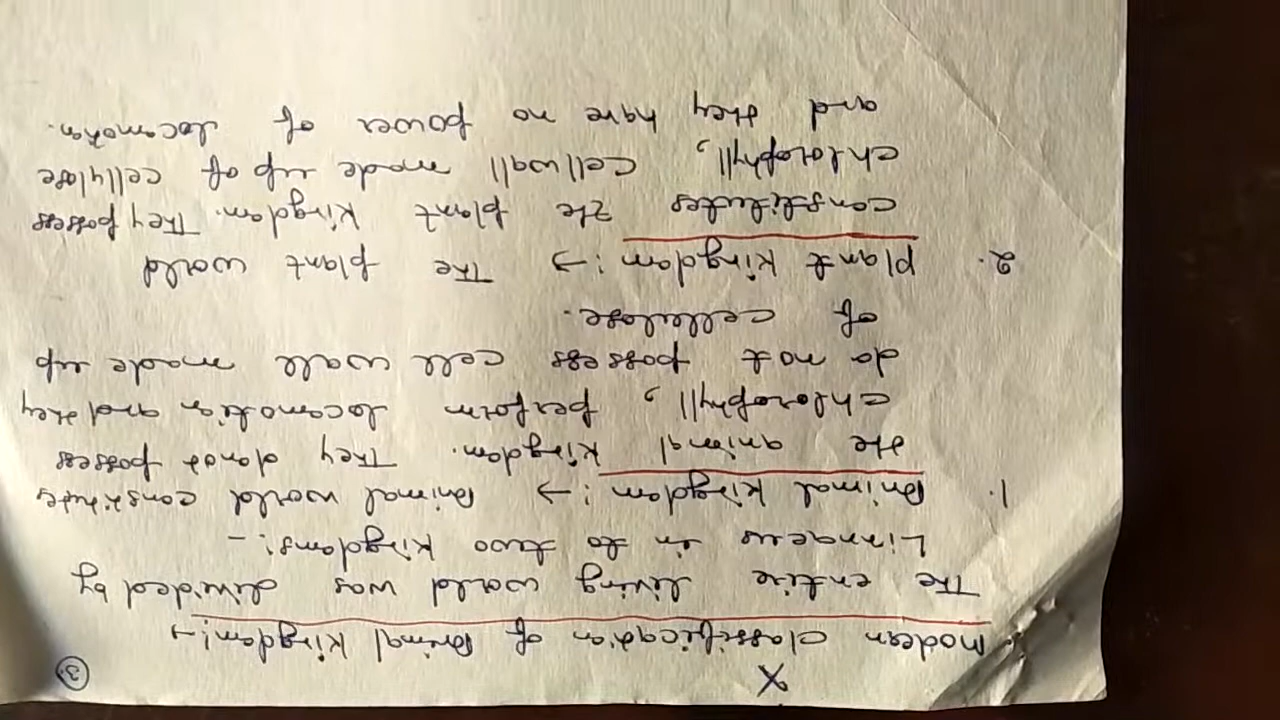 X
3.
Modern classification of Animal kingdom:→
The entire living world was divided by
Linnaeus in to two kingdoms:-
1. Animal kingdom:→ Animal world constitute
the animal kingdom. They donot possess
chlorophyll, perform locomotion and they
do not possess cell wall made up
of cellulose.
2. plant kingdom:→ The plant world
constitutes the plant kingdom. They possess
chlorophyll, cellwall made up of cellulose
and they have no power of locomotion.